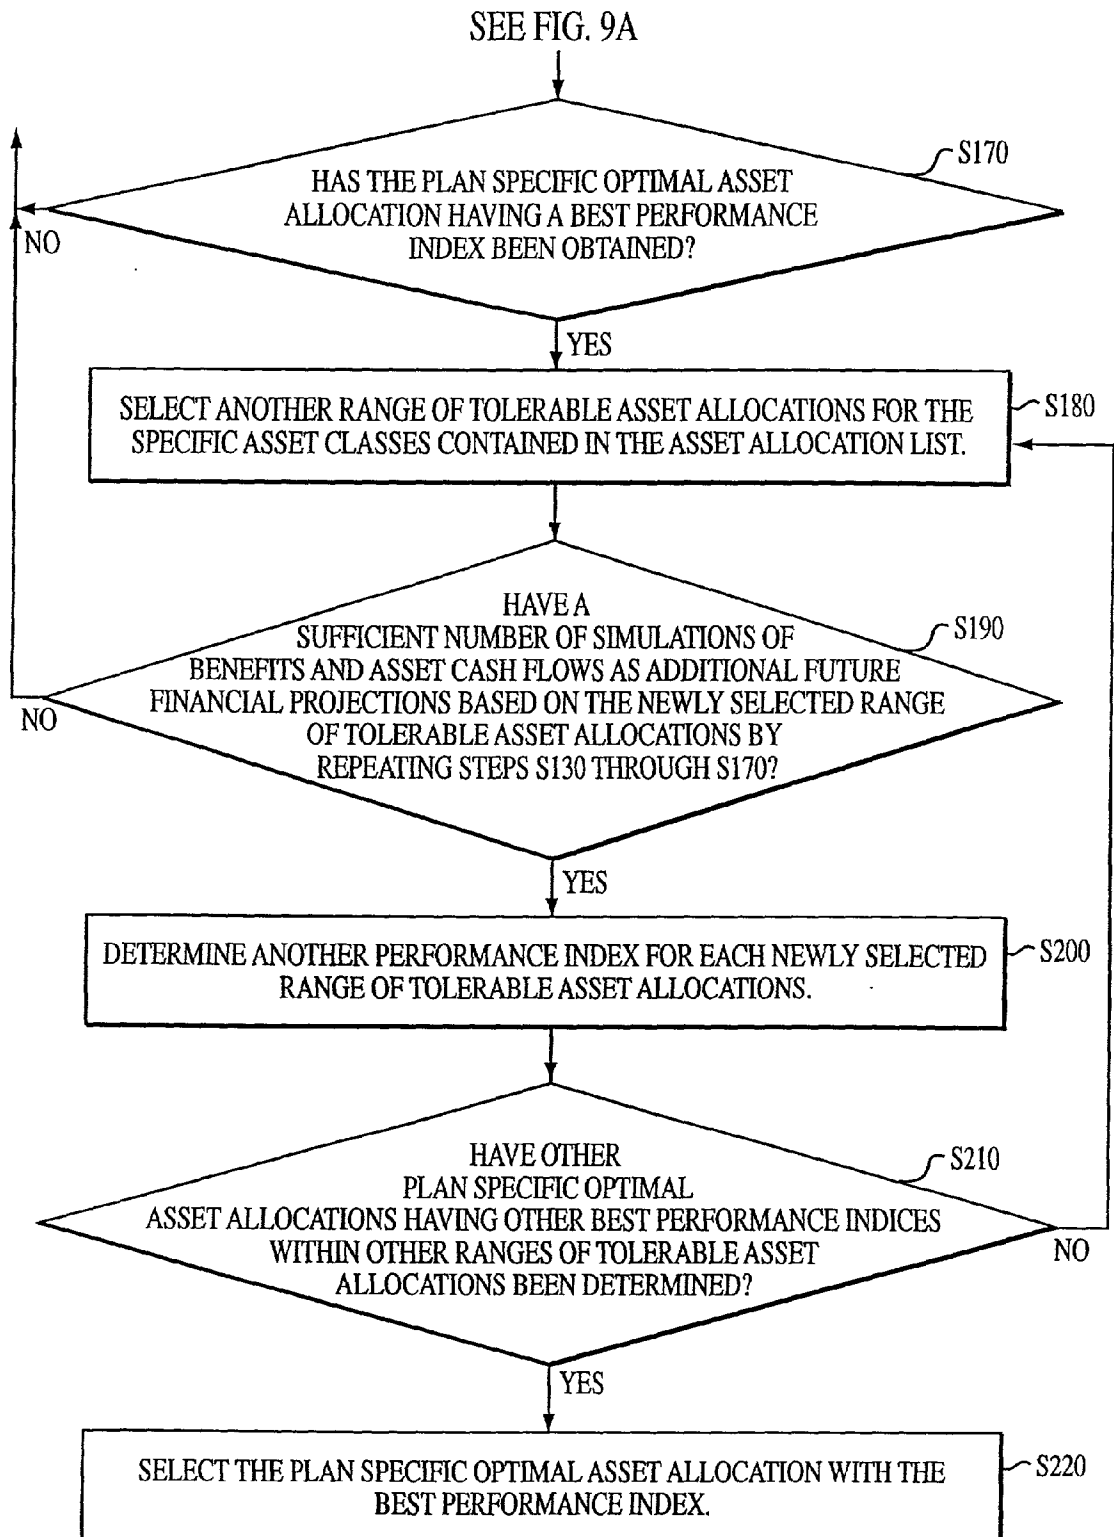 SEE FIG. 9A
S170
HAS THE PLAN SPECIFIC OPTIMAL ASSET
ALLOCATION HAVING A BEST PERFORMANCE
INDEX BEEN OBTAINED?
NO
YES
SELECT ANOTHER RANGE OF TOLERABLE ASSET ALLOCATIONS FOR THE
SPECIFIC ASSET CLASSES CONTAINED IN THE ASSET ALLOCATION LIST.
S180
HAVE A
SUFFICIENT NUMBER OF SIMULATIONS OF
BENEFITS AND ASSET CASH FLOWS AS ADDITIONAL FUTURE
FINANCIAL PROJECTIONS BASED ON THE NEWLY SELECTED RANGE
OF TOLERABLE ASSET ALLOCATIONS BY
REPEATING STEPS S130 THROUGH S170?
S190
NO
YES
DETERMINE ANOTHER PERFORMANCE INDEX FOR EACH NEWLY SELECTED
RANGE OF TOLERABLE ASSET ALLOCATIONS.
S200
HAVE OTHER
PLAN SPECIFIC OPTIMAL
ASSET ALLOCATIONS HAVING OTHER BEST PERFORMANCE INDICES
WITHIN OTHER RANGES OF TOLERABLE ASSET
ALLOCATIONS BEEN DETERMINED?
S210
NO
YES
SELECT THE PLAN SPECIFIC OPTIMAL ASSET ALLOCATION WITH THE
BEST PERFORMANCE INDEX.
S220